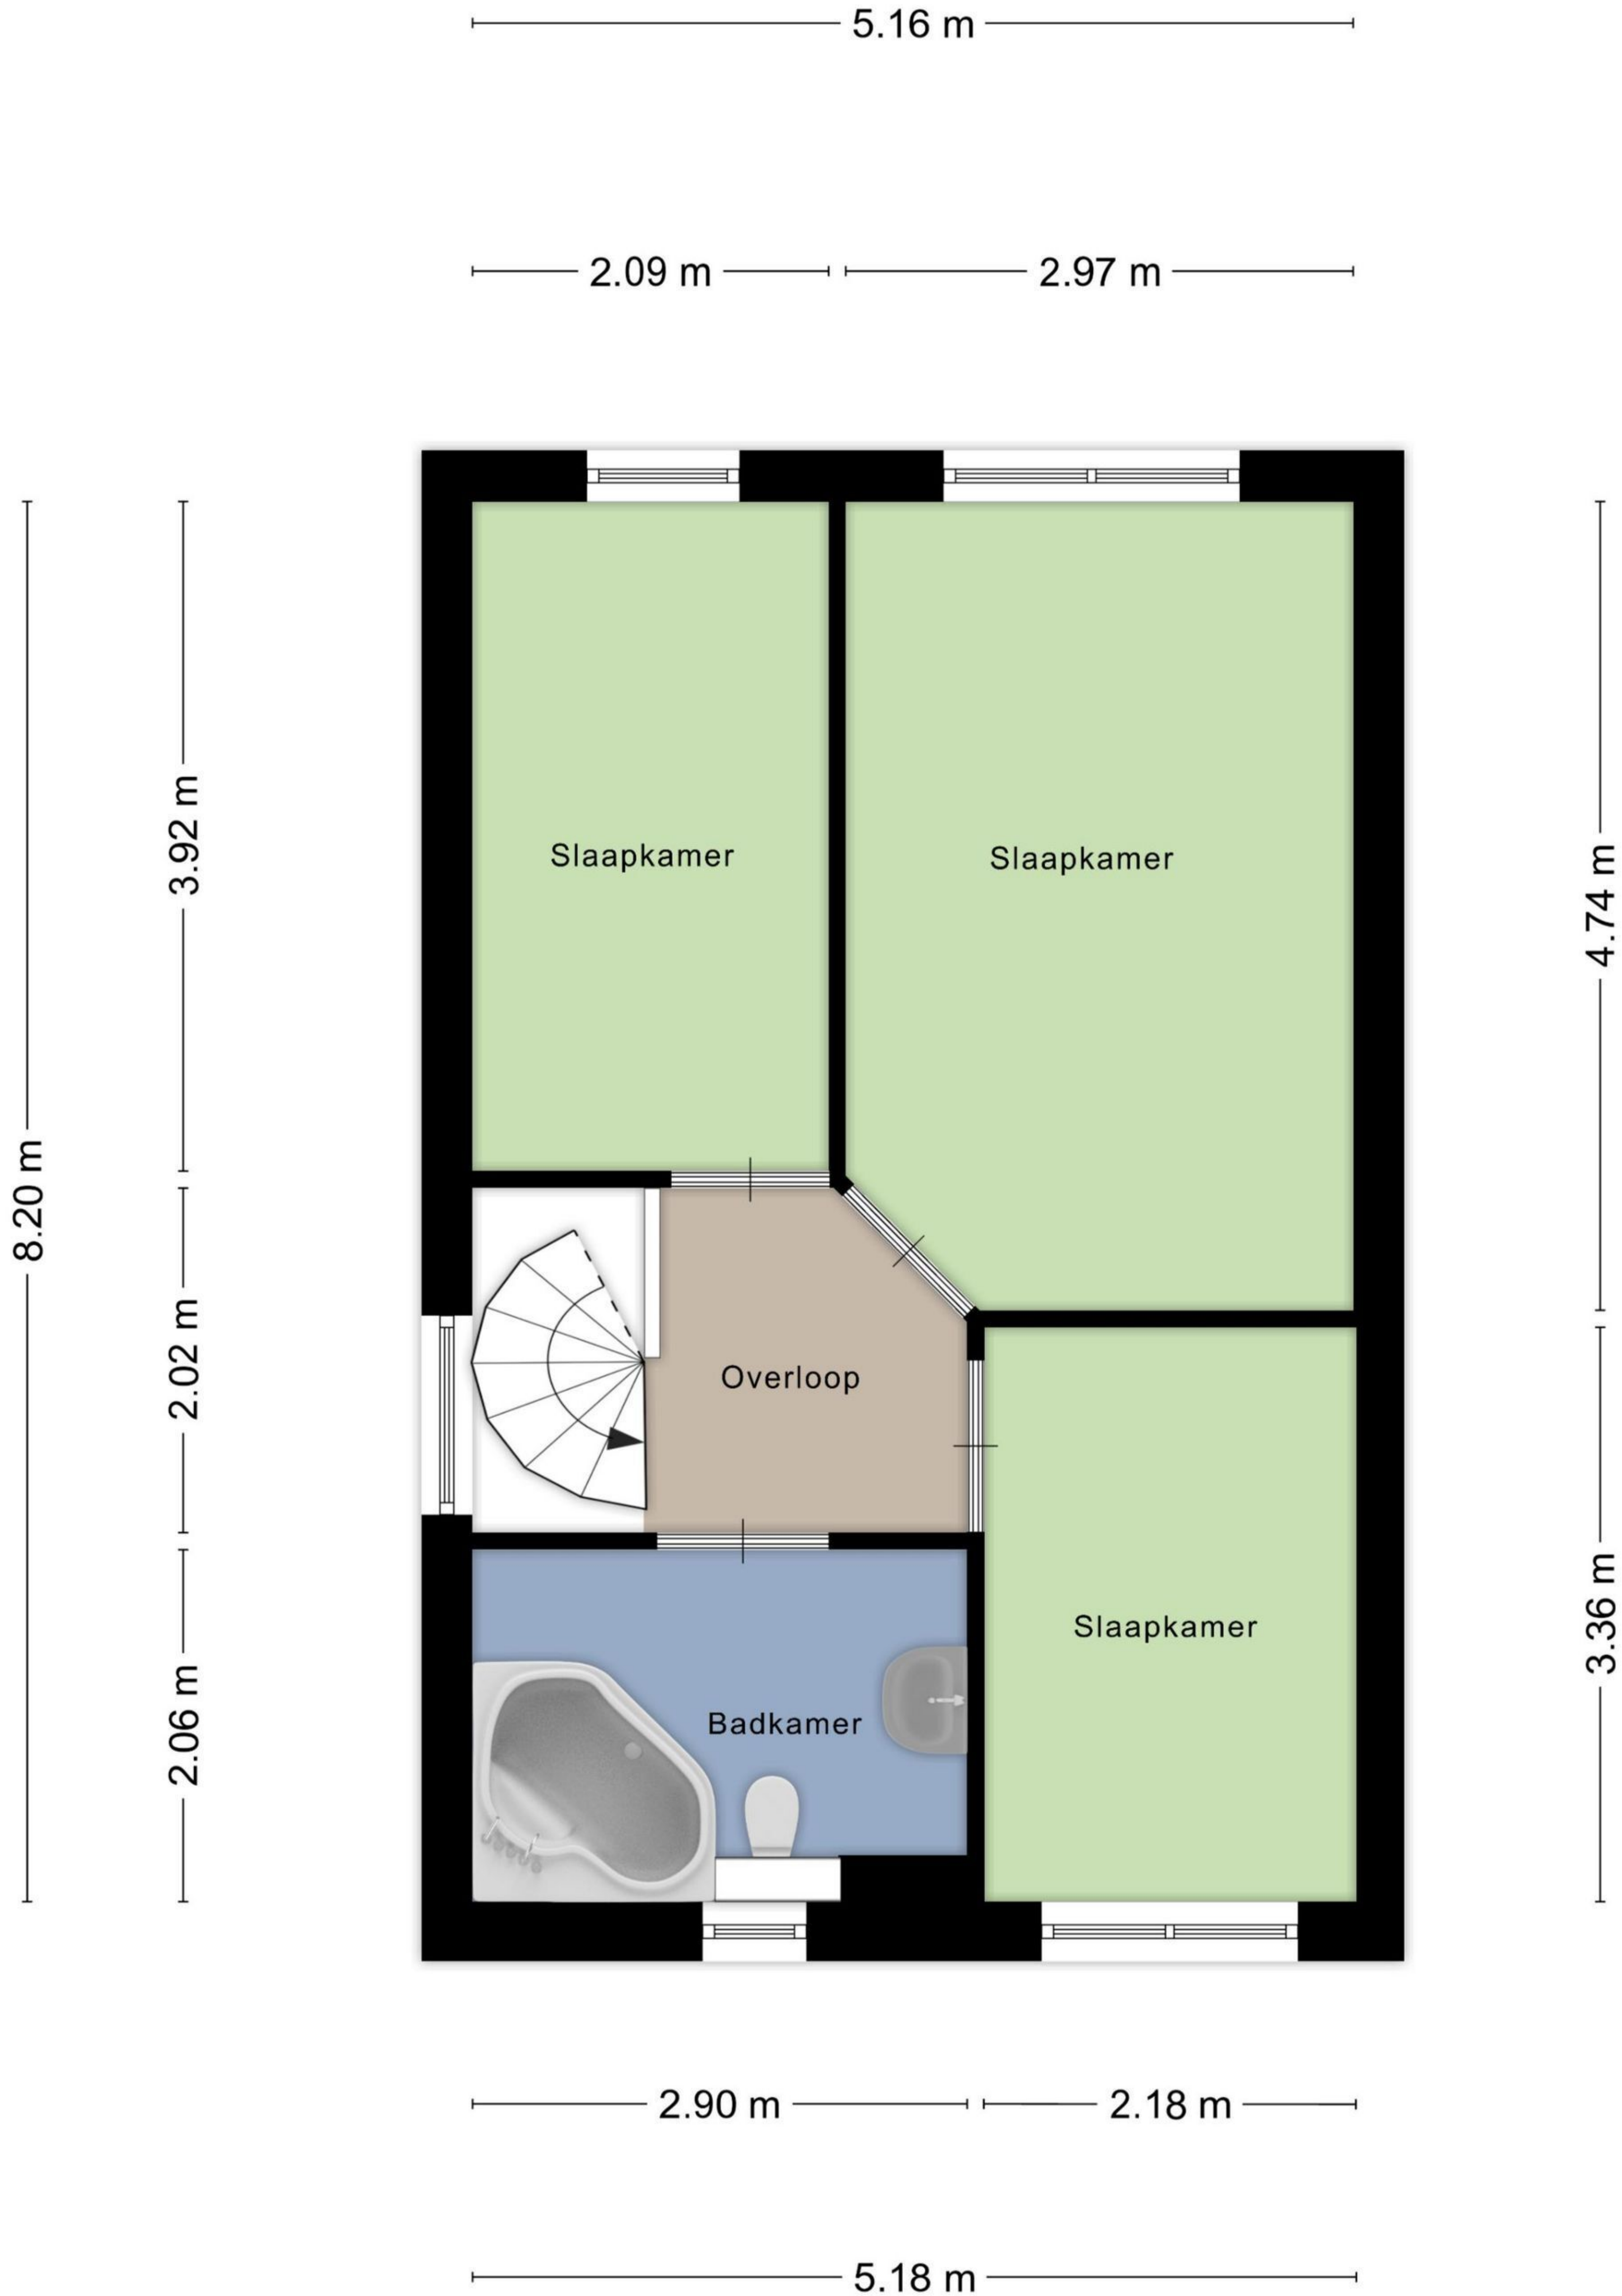 5.16 m
2.09 m
2.97 m
3.92 m
Slaapkamer
Slaapkamer
4.74 m
8.20 m
2.02 m
Overloop
3.36 m
Slaapkamer
2.06 m
Badkamer
2.90 m
2.18 m
5.18 m